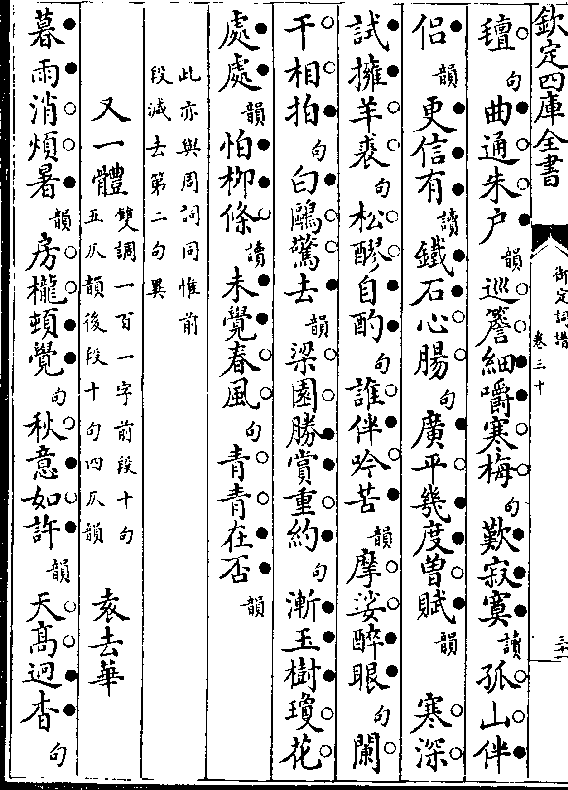 欽定四庫全書
御定詞譜
卷三十
璮句曲通朱戶韻巡簷細嚼寒梅句歎寂寞讀孤山伴
侣韻更信有讀鐵石心腸句廣平幾度曾賦韻寒深
試擁羊裘句松醪自酌句誰伴吟苦韻摩娑醉眼句闌
干相拍句白鷗驚去韻梁園勝賞重約句漸玉樹瓊花
處處韻怕栁條讀未覺春風句青青在否韻
此亦與周詞同惟前
段減去第二句異
又一體
雙調一百一字前段十句
五仄韻後段十句四仄韻
袁去華
暮雨消煩暑韻房櫳頓覺句秋意如許韻天髙迥杳句